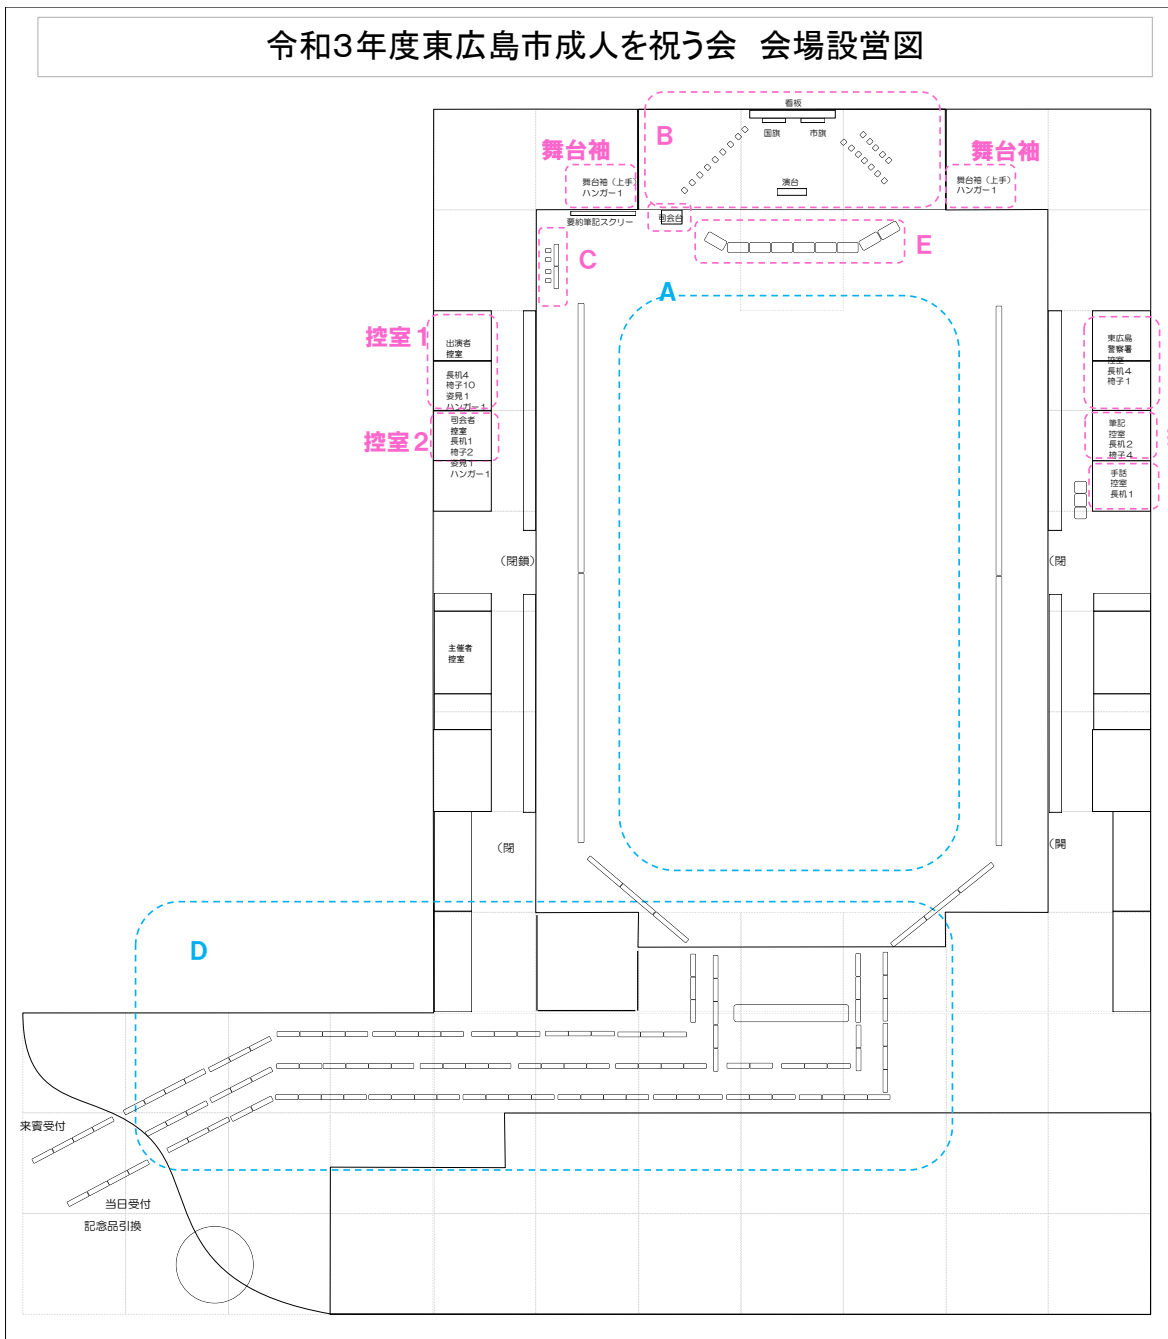 令和3年度東広島市成人を祝う会　会場設営図
看板
国旗
市旗
B
舞台袖
舞台袖
舞台袖（上手）
ハンガー1
演台
舞台袖（上手）
ハンガー1
要約筆記スクリー
司会台
E
C
A
控室1
出演者
控室
長机4
椅子10
姿見1
ハンガー1
控室2
司会者
控室
長机1
椅子2
姿見1
ハンガー1
東広島
警察署
控室
長机4
椅子1
筆記
控室
長机2
椅子4
手話
控室
長机1
（閉鎖）
（閉
主催者
控室
（閉
（開
D
来賓受付
当日受付
記念品引換